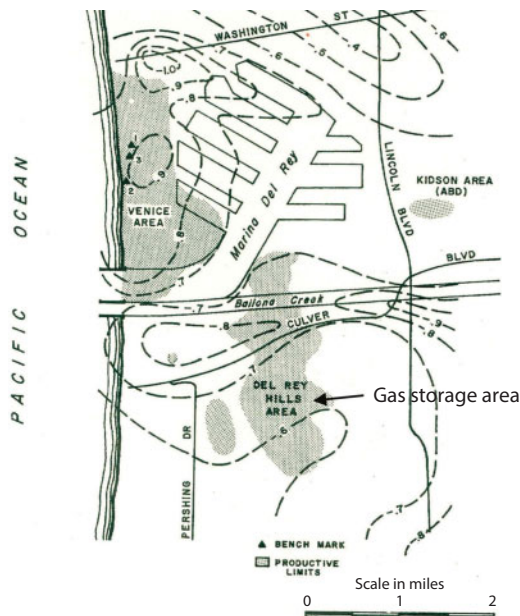 WASHINGTON
ST
.7
.6
.5
.4
.6
-1.0
.9
.8
1
3
2
.9
VENICE
AREA
.8
.7
Marina Del Rey
LINCOLN
BLVD
KIDSON AREA
(ABD)
PACIFIC OCEAN
BLVD
.7
Ballona Creek
.8
CULVER
.9
.8
.7
DEL REY
HILLS
AREA
Gas storage area
.6
PERSHING DR
.7
.8
BENCH MARK
PRODUCTIVE
LIMITS
Scale in miles
0 1 2